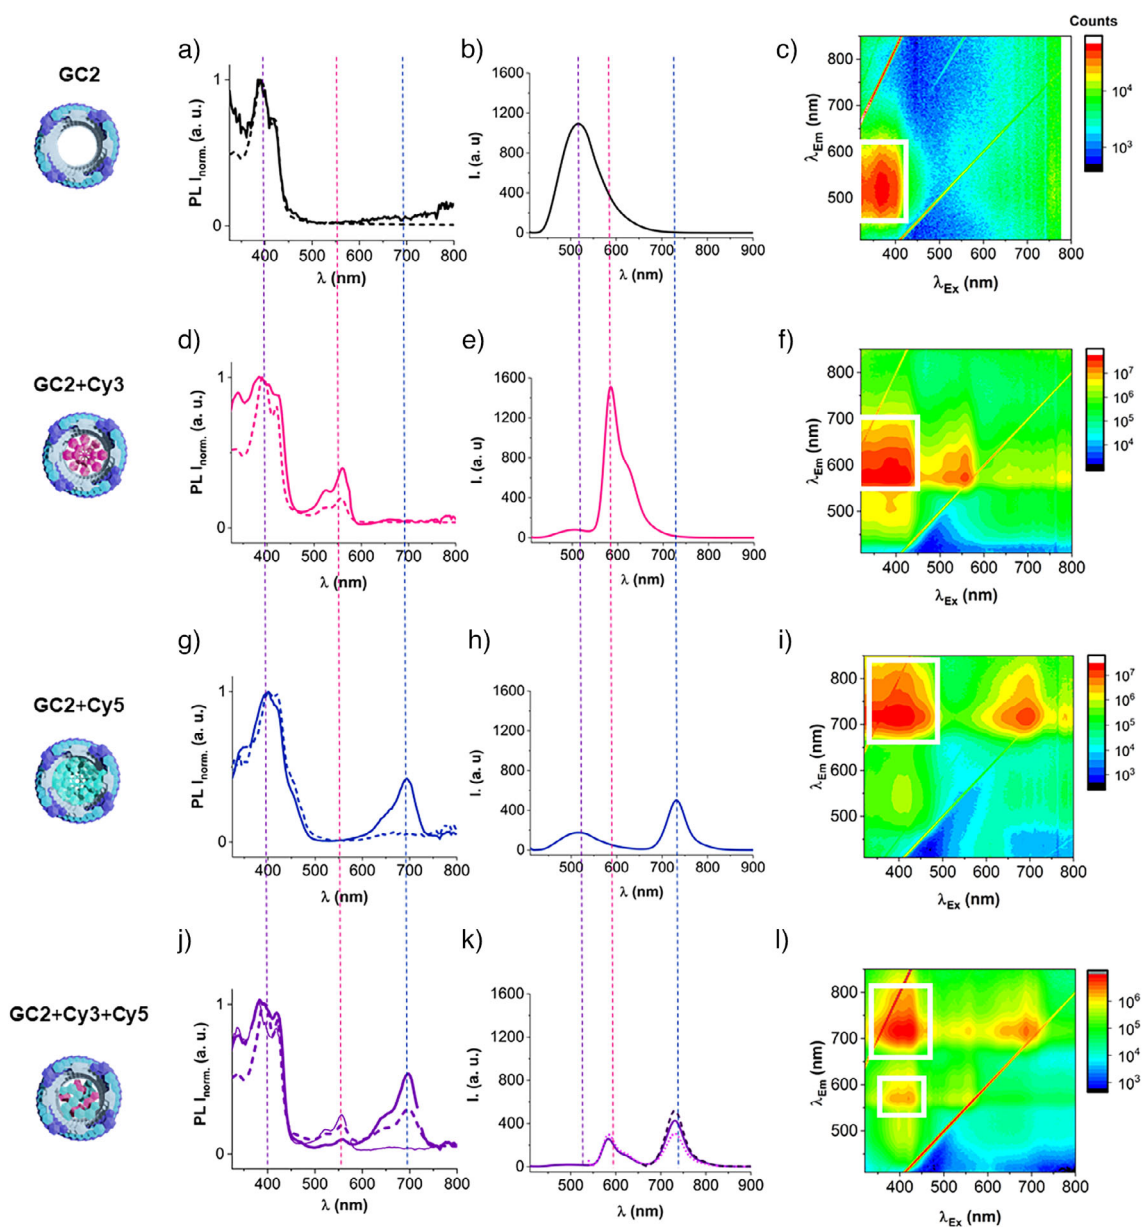 GC2
a)
PL I norm. (a. u.)
1
0
400 500 600 700 800
λ (nm)
b)
I. (a. u)
1600
1200
800
400
0
500 600 700 800 900
λ (nm)
c)
Counts
λEm (nm)
800
700
600
500
400 500 600 700 800
λEx (nm)
10⁴
10³
GC2+Cy3
d)
PL I norm. (a. u.)
1
0
400 500 600 700 800
λ (nm)
e)
I. (a. u)
1600
1200
800
400
0
500 600 700 800 900
λ (nm)
f)
λEm (nm)
800
700
600
500
400 500 600 700 800
λEx (nm)
10⁷
10⁶
10⁵
10⁴
GC2+Cy5
g)
PL I norm. (a. u.)
1
0
400 500 600 700 800
λ (nm)
h)
I. (a. u)
1600
1200
800
400
0
500 600 700 800 900
λ (nm)
i)
λEm (nm)
800
700
600
500
400 500 600 700 800
λEx (nm)
10⁷
10⁶
10⁵
10⁴
10³
GC2+Cy3+Cy5
j)
PL I norm. (a. u.)
1
0
400 500 600 700 800
λ (nm)
k)
I. (a. u.)
1600
1200
800
400
0
500 600 700 800 900
λ (nm)
l)
λEm (nm)
800
700
600
500
400 500 600 700 800
λEx (nm)
10⁶
10⁵
10⁴
10³